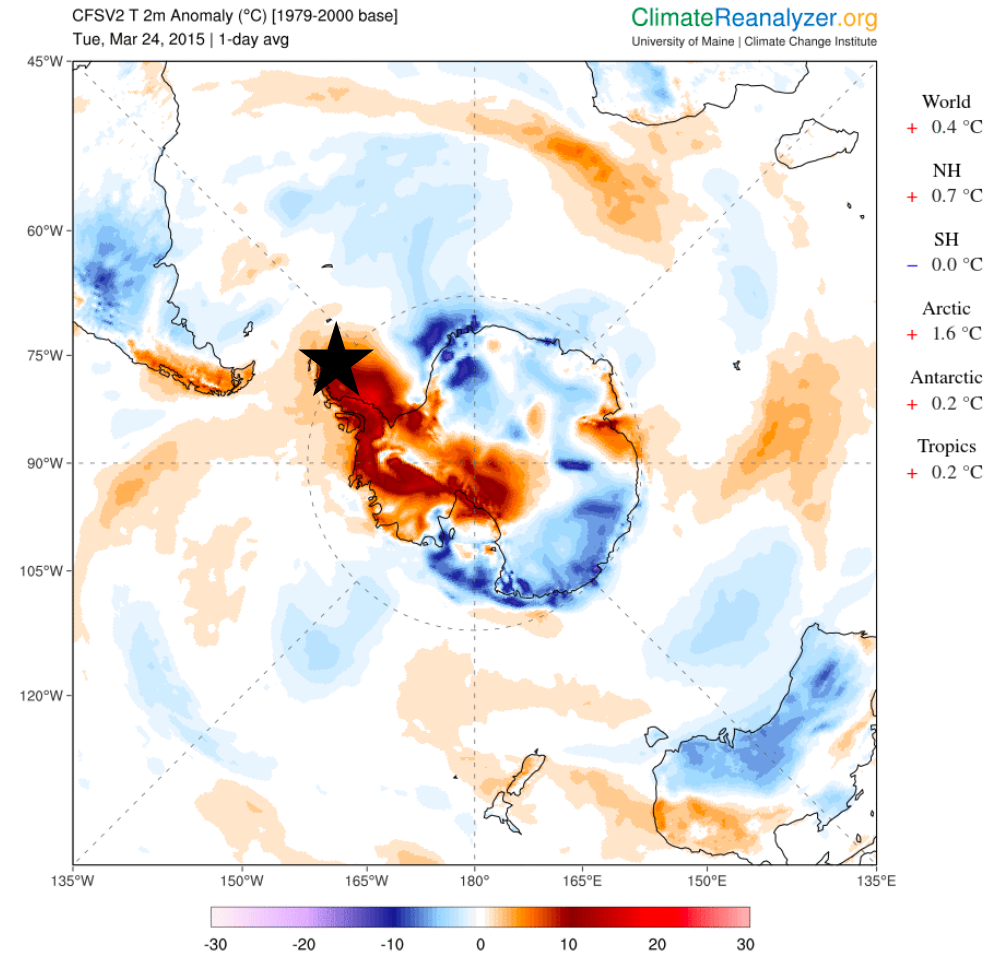 CFSV2 T 2m Anomaly (°C) [1979-2000 base]
Tue, Mar 24, 2015 | 1-day avg
ClimateReanalyzer.org
University of Maine | Climate Change Institute
45°W
60°W
75°W
90°W
105°W
120°W
135°W
150°W
165°W
180°
165°E
150°E
135°E
World
+ 0.4 °C
NH
+ 0.7 °C
SH
− 0.0 °C
Arctic
+ 1.6 °C
Antarctic
+ 0.2 °C
Tropics
+ 0.2 °C
-30
-20
-10
0
10
20
30